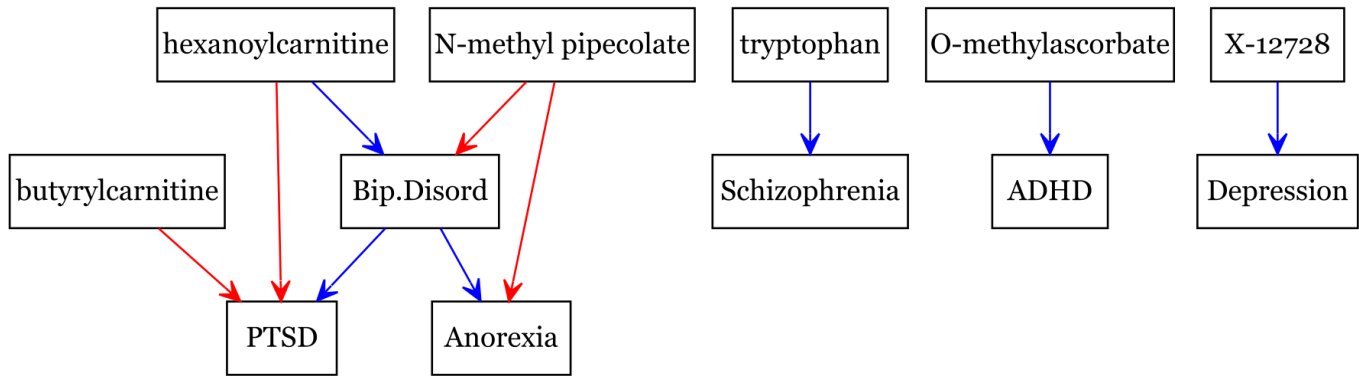 hexanoylcarnitine
N-methyl pipecolate
tryptophan
O-methylascorbate
X-12728
butyrylcarnitine
Bip.Disord
Schizophrenia
ADHD
Depression
PTSD
Anorexia